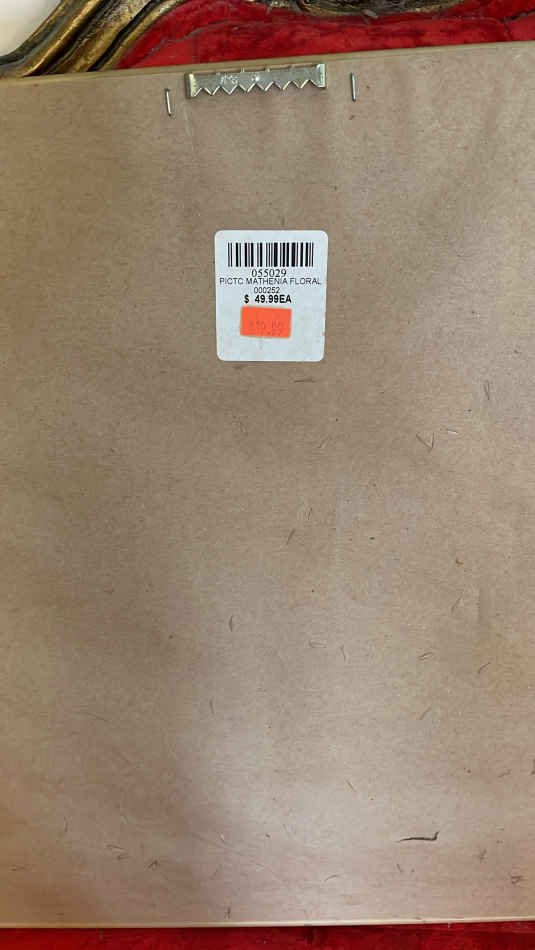 055029
PICTC MATHENIA FLORAL
000252
$ 49.99EA